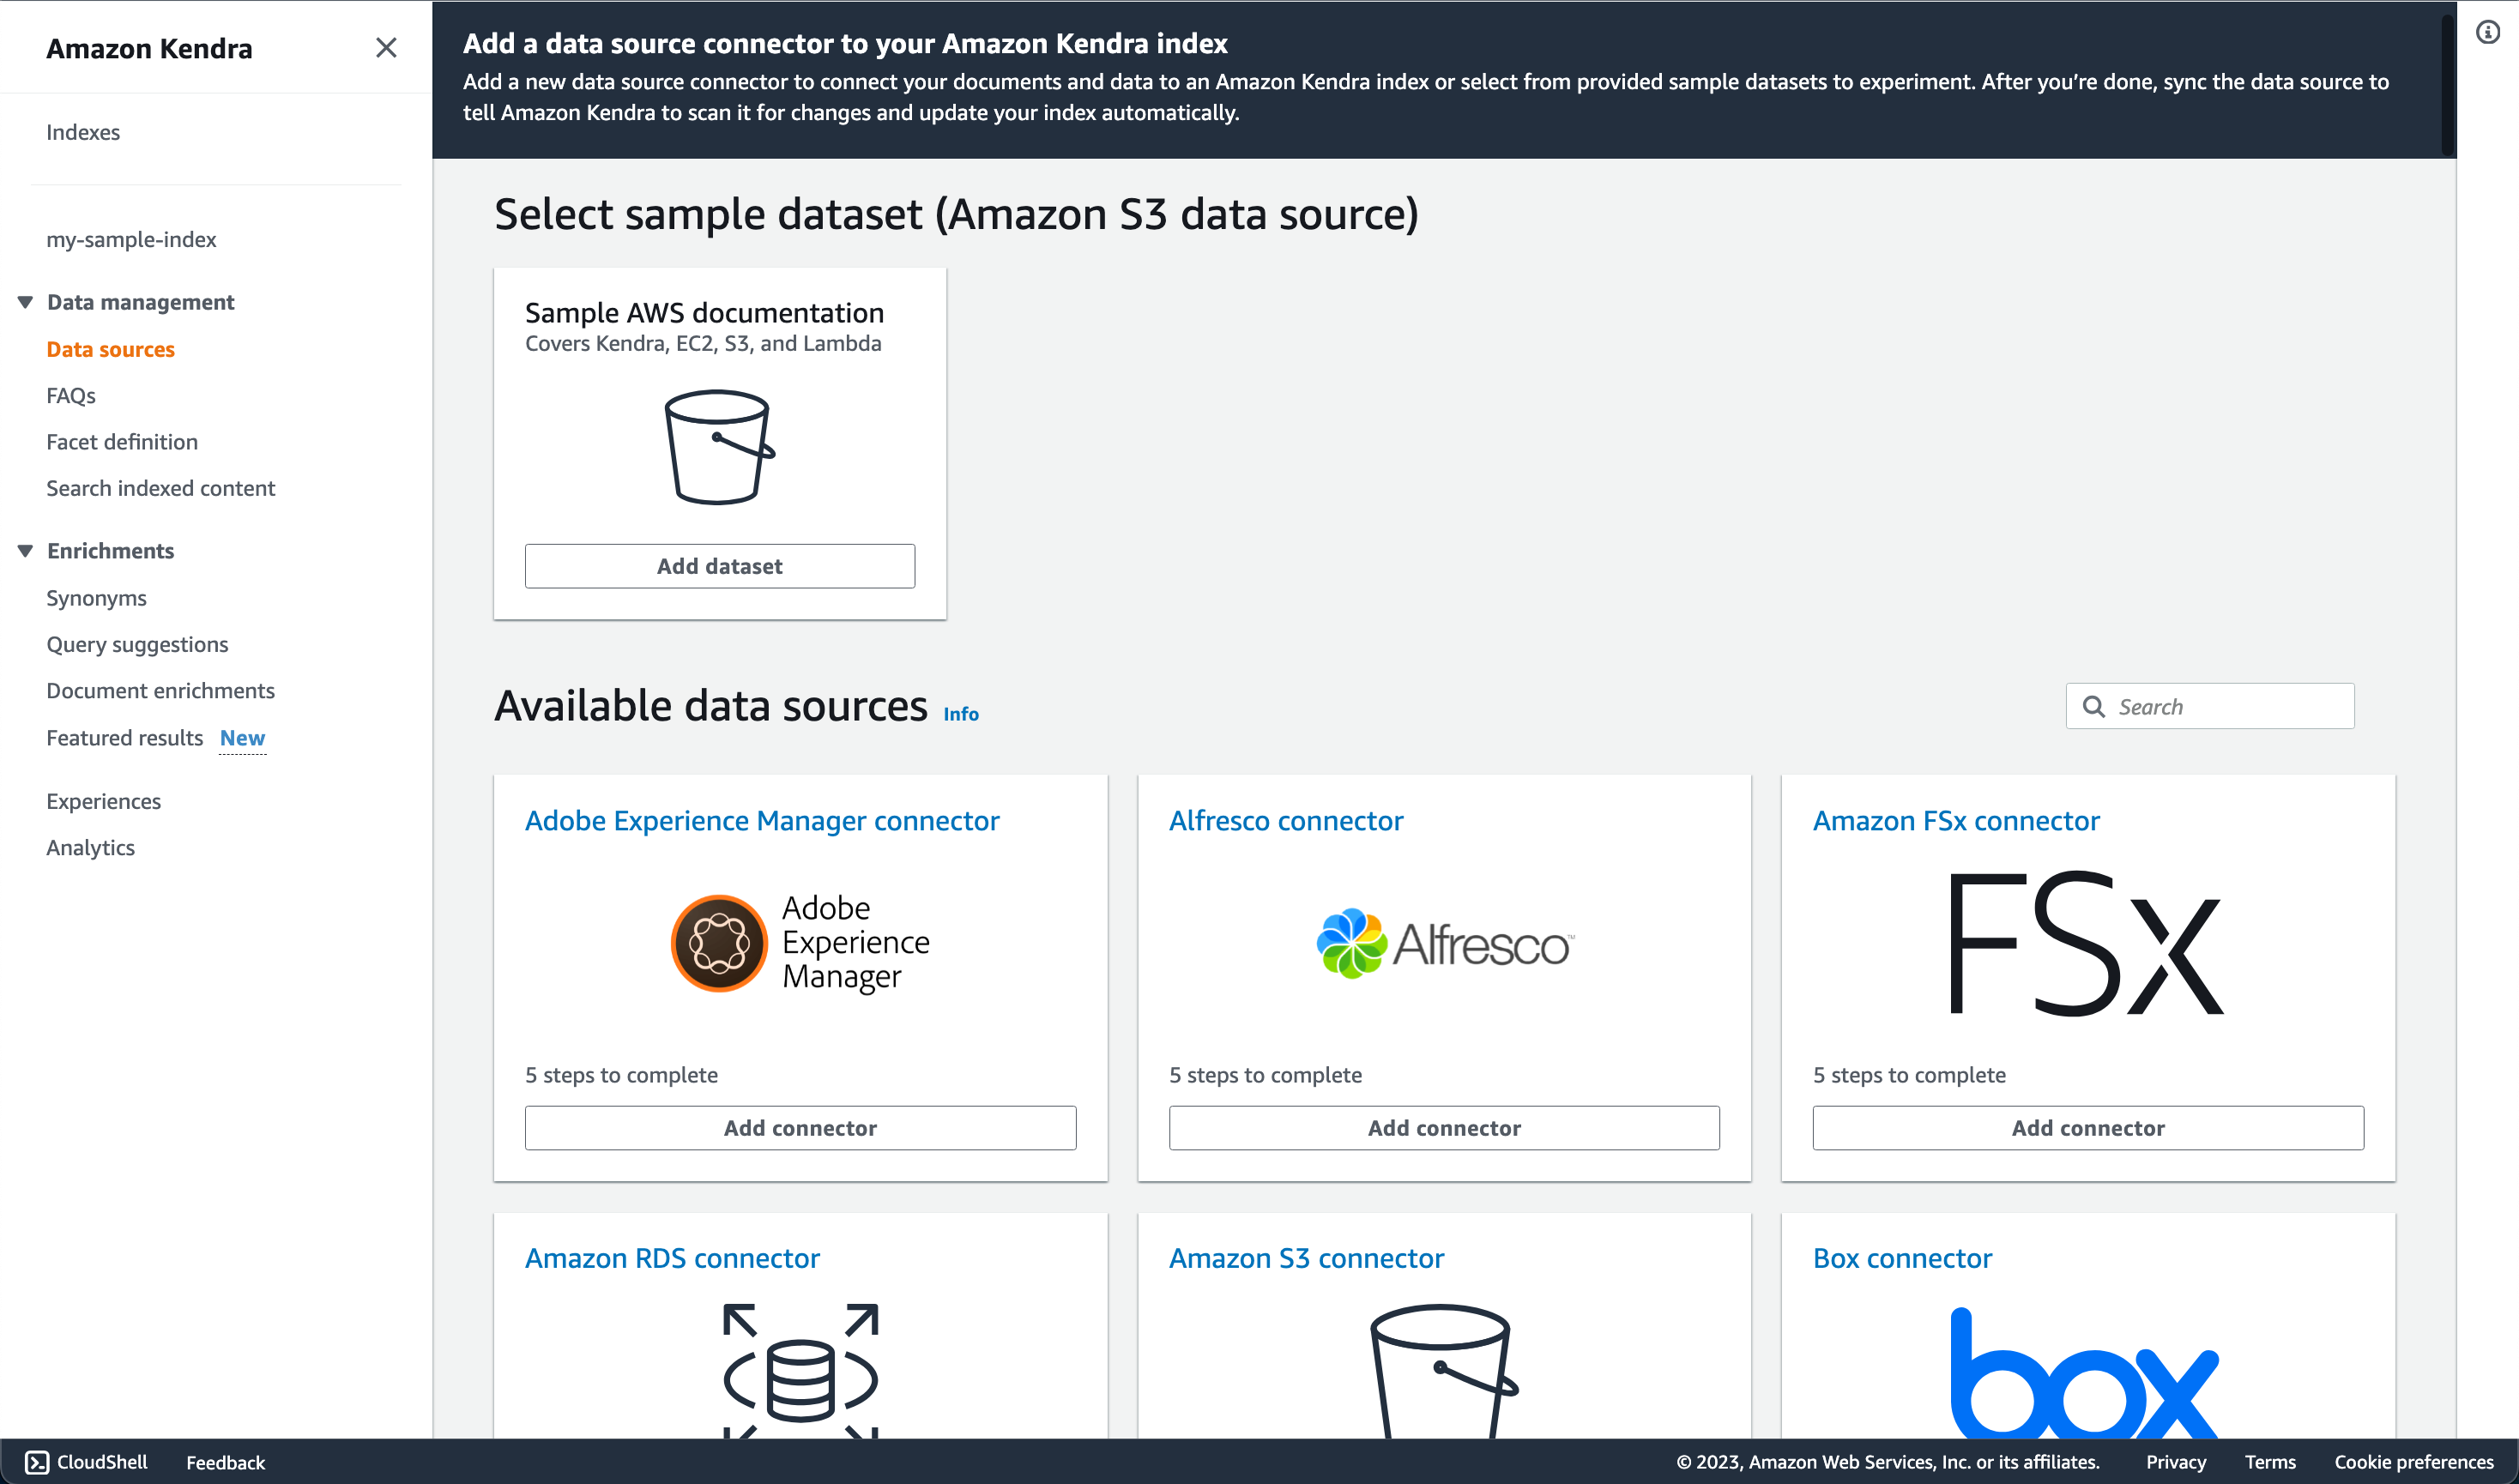 Amazon Kendra
Indexes
my-sample-index
Data management
Data sources
FAQs
Facet definition
Search indexed content
Enrichments
Synonyms
Query suggestions
Document enrichments
Featured results New
Experiences
Analytics
Add a data source connector to your Amazon Kendra index
Add a new data source connector to connect your documents and data to an Amazon Kendra index or select from provided sample datasets to experiment. After you’re done, sync the data source to
tell Amazon Kendra to scan it for changes and update your index automatically.
Select sample dataset (Amazon S3 data source)
Sample AWS documentation
Covers Kendra, EC2, S3, and Lambda
Add dataset
Available data sources Info
Search
Adobe Experience Manager connector
Adobe
Experience
Manager
5 steps to complete
Add connector
Alfresco connector
Alfresco™
5 steps to complete
Add connector
Amazon FSx connector
FSx
5 steps to complete
Add connector
Amazon RDS connector
Amazon S3 connector
Box connector
box
CloudShell
Feedback
© 2023, Amazon Web Services, Inc. or its affiliates.
Privacy
Terms
Cookie preferences